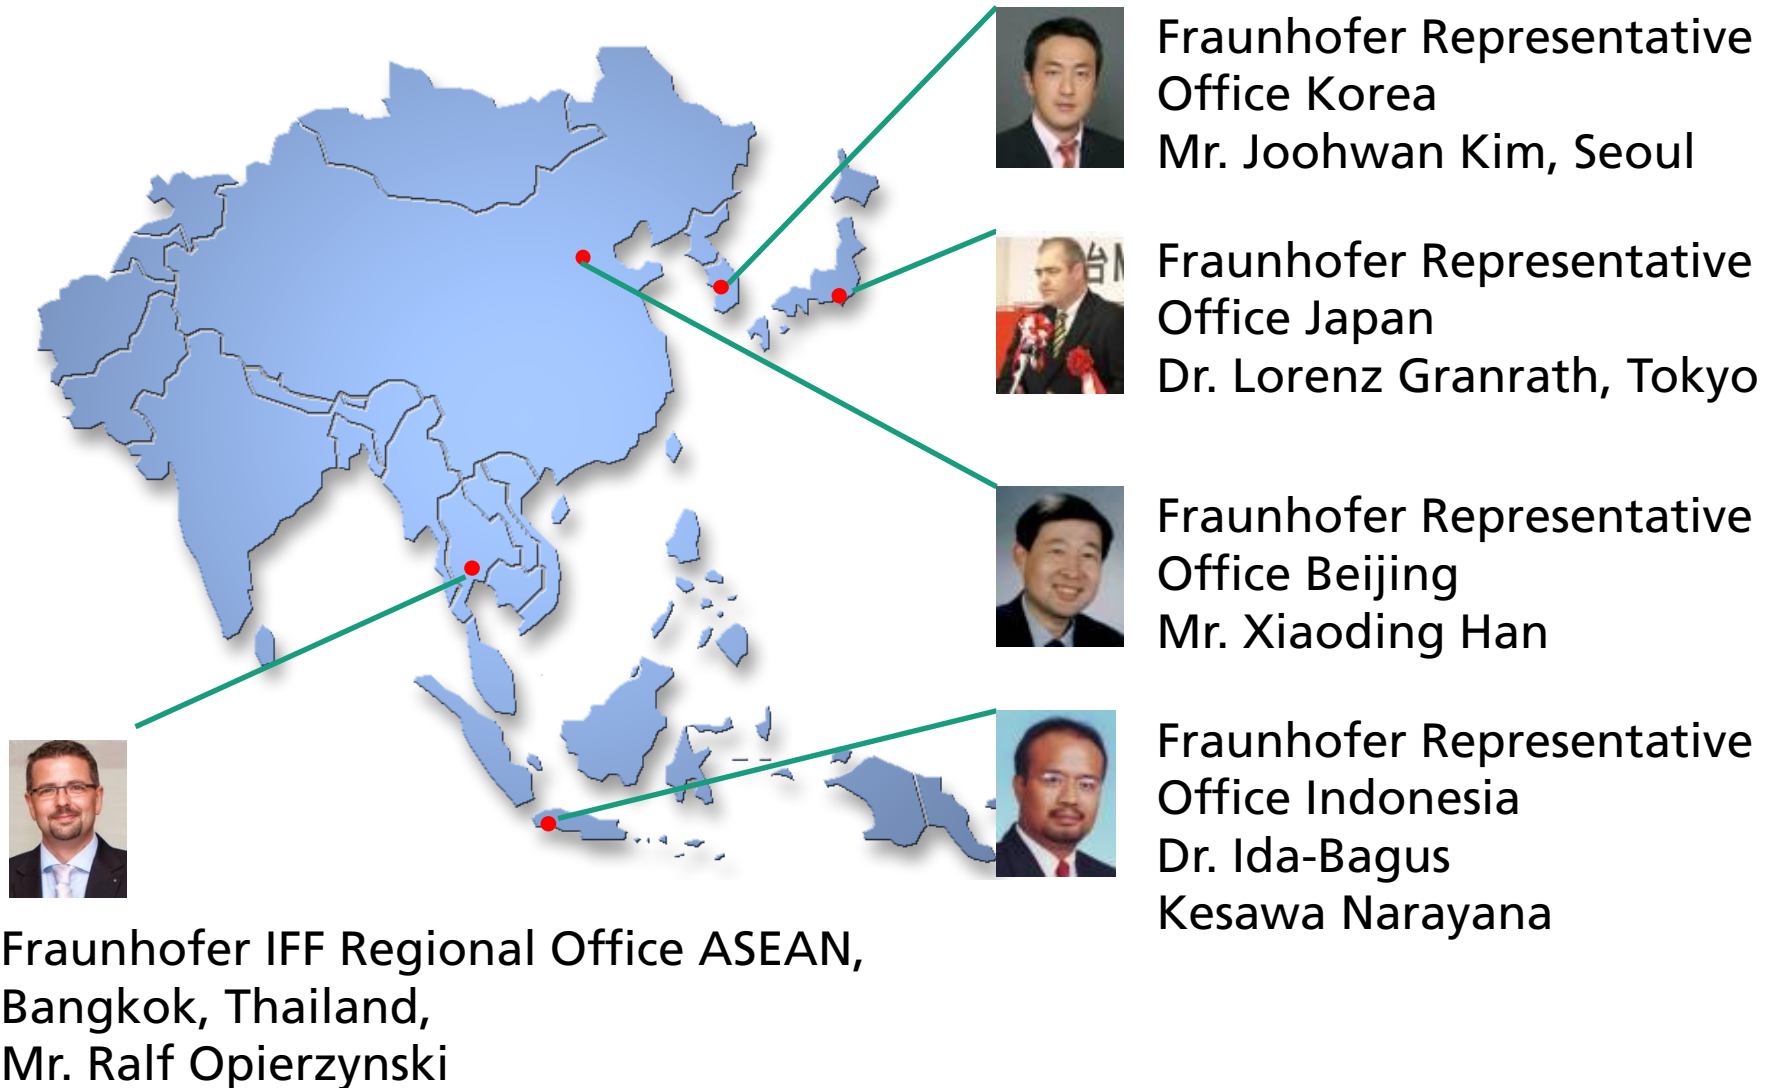 Fraunhofer Representative
Office Korea
Mr. Joohwan Kim, Seoul
Fraunhofer Representative
Office Japan
Dr. Lorenz Granrath, Tokyo
Fraunhofer Representative
Office Beijing
Mr. Xiaoding Han
Fraunhofer Representative
Office Indonesia
Dr. Ida-Bagus
Kesawa Narayana
Fraunhofer IFF Regional Office ASEAN,
Bangkok, Thailand,
Mr. Ralf Opierzynski